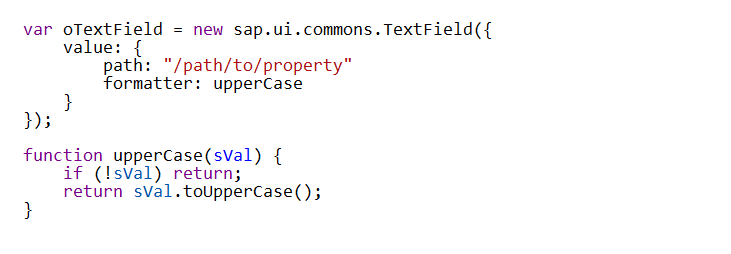 var oTextField = new sap.ui.commons.TextField({
    value: {
        path: "/path/to/property"
        formatter: upperCase
    }
});

function upperCase(sVal) {
    if (!sVal) return;
    return sVal.toUpperCase();
}